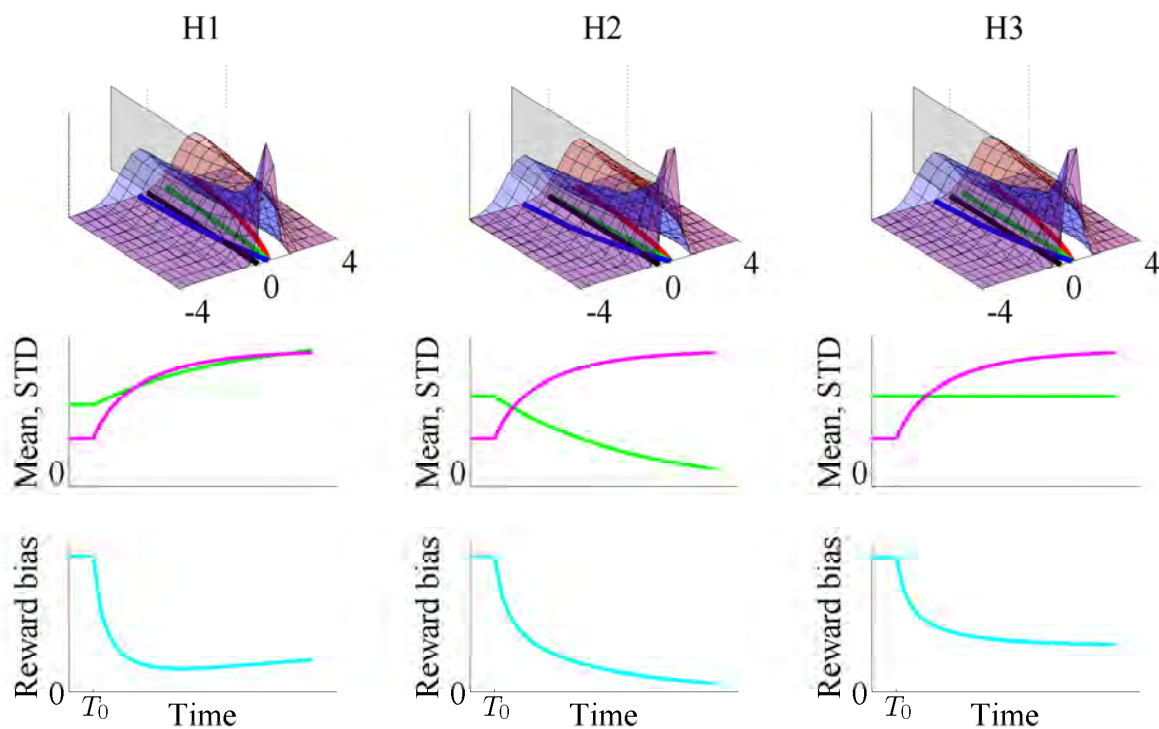 H1 H2 H3
4 4 4
0 0 0
-4 -4 -4
Mean, STD Mean, STD Mean, STD
0 0 0
Reward bias Reward bias Reward bias
0 0 0
T0 Time T0 Time T0 Time